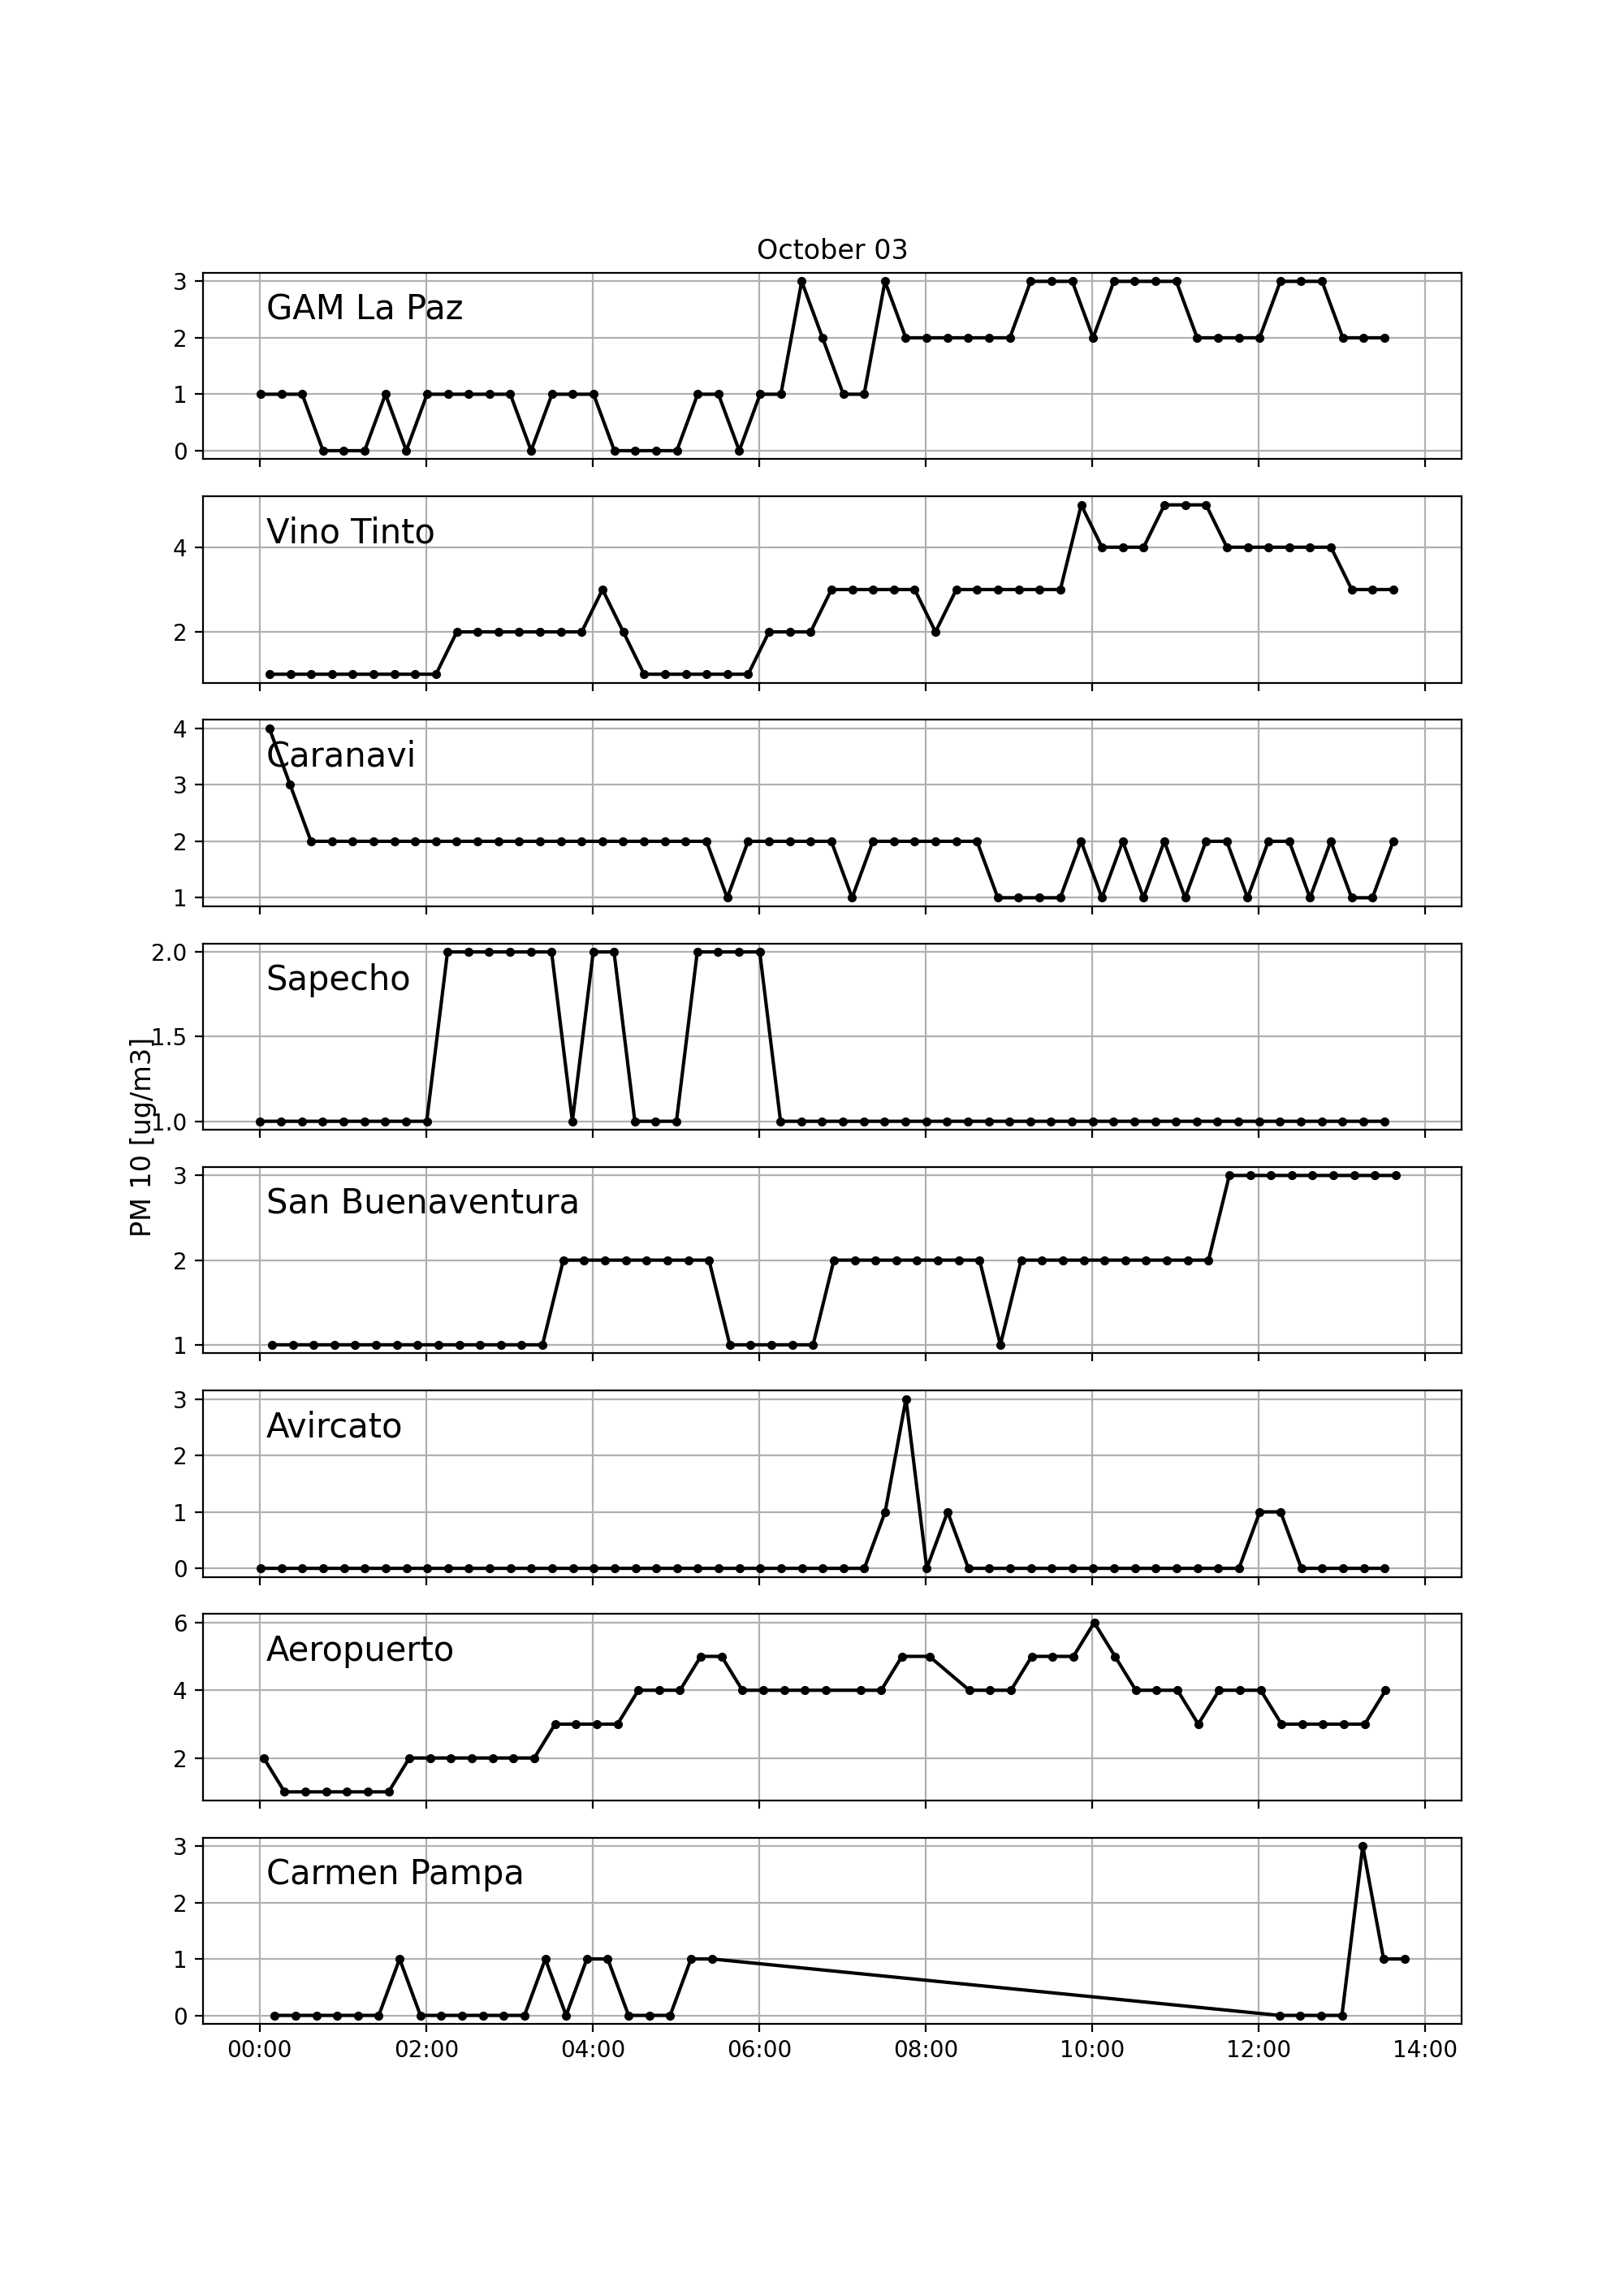 October 03
PM 10 [ug/m3]
3
GAM La Paz
2
1
0
Vino Tinto
4
2
4
Caranavi
3
2
1
2.0
Sapecho
1.5
1.0
3
San Buenaventura
2
1
3
Avircato
2
1
0
6
Aeropuerto
4
2
3
Carmen Pampa
2
1
0
00:00 02:00 04:00 06:00 08:00 10:00 12:00 14:00